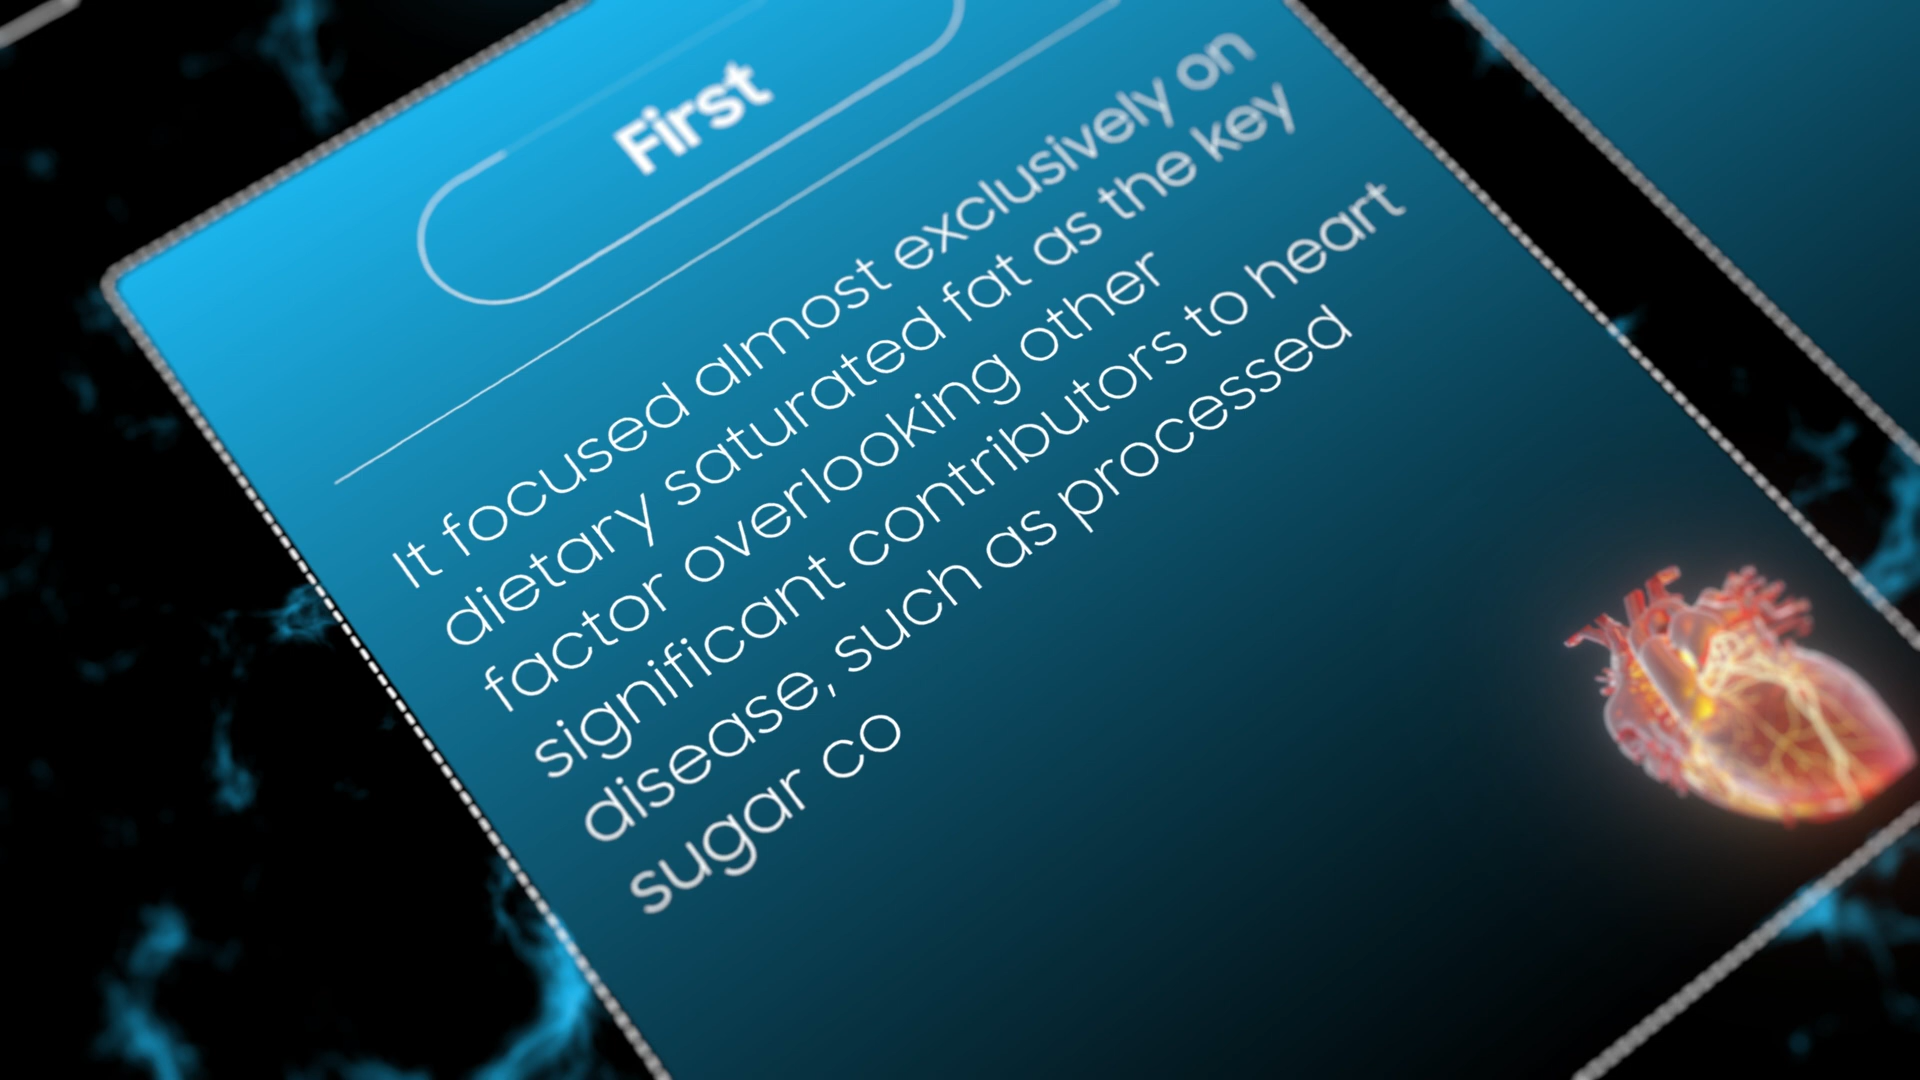 First
It focused almost exclusively on
dietary saturated fat as the key
factor overlooking other
significant contributors to heart
disease, such as processed
sugar co